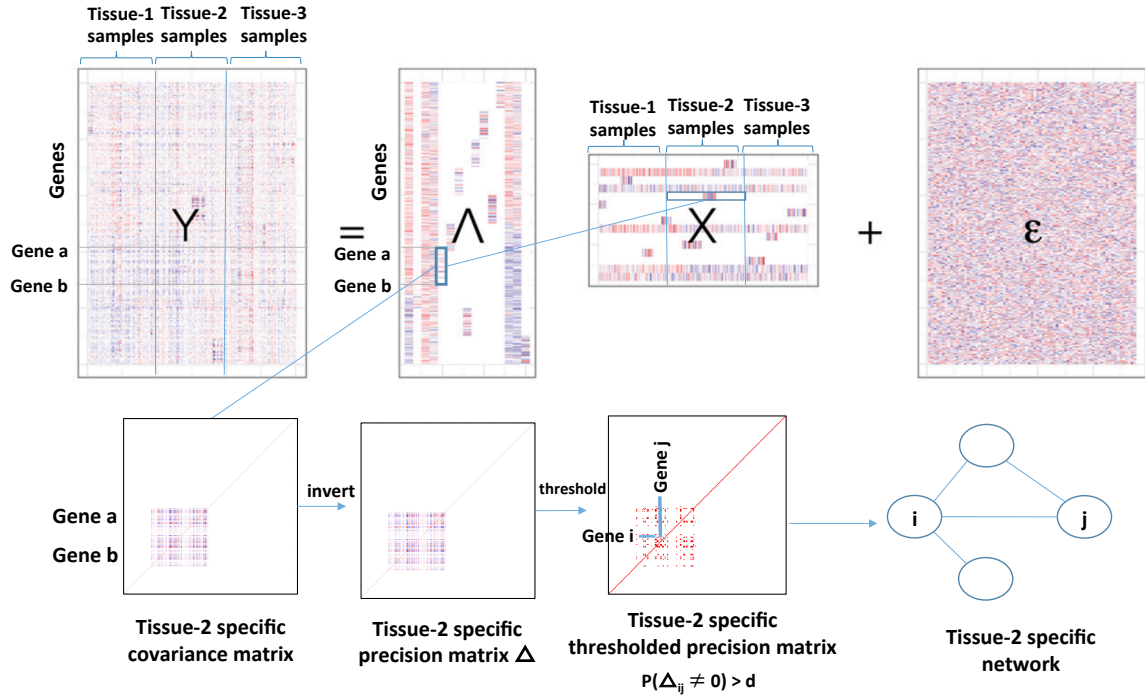 Tissue-1 Tissue-2 Tissue-3
samples samples samples
Genes
Y
Gene a
Gene b
=
Genes
Λ
Gene a
Gene b
Tissue-1 Tissue-2 Tissue-3
samples samples samples
X
+
ε
Gene a
Gene b
invert
threshold
Gene j
Gene i
i
j
Tissue-2 specific
covariance matrix
Tissue-2 specific
precision matrix Δ
Tissue-2 specific
thresholded precision matrix
P(Δij ≠ 0) > d
Tissue-2 specific
network